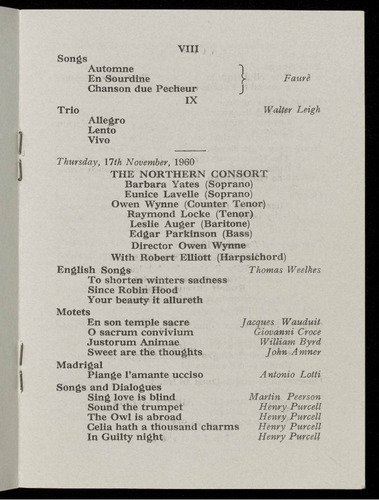 VIII
Songs
Automne
En Sourdine Faurè
Chanson due Pecheur
IX
Trio Walter Leigh
Allegro
Lento
Vivo
Thursday, 17th November, 1960
THE NORTHERN CONSORT
Barbara Yates (Soprano)
Eunice Lavelle (Soprano)
Owen Wynne (Counter Tenor)
Raymond Locke (Tenor)
Leslie Auger (Baritone)
Edgar Parkinson (Bass)
Director Owen Wynne
With Robert Elliott (Harpsichord)
English Songs Thomas Weelhes
To shorten winters sadness
Since Robin Hood
Your beauty it allureth
Motets
En son temple sacre Jacques Wauduit
O sacrum convivium Giovanni Croce
Justorum Animae William Byrd
Sweet are the thoughts John Amner
Madrigal
Piange l'amante ucciso Antonio Lotti
Songs and Dialogues
Sing love is blind Martin Peerson
Sound the trumpet Henry Purcell
The Owl is abroad Henry Purcell
Celia hath a thousand charms Henry Purcell
In Guilty night Henry Purcell